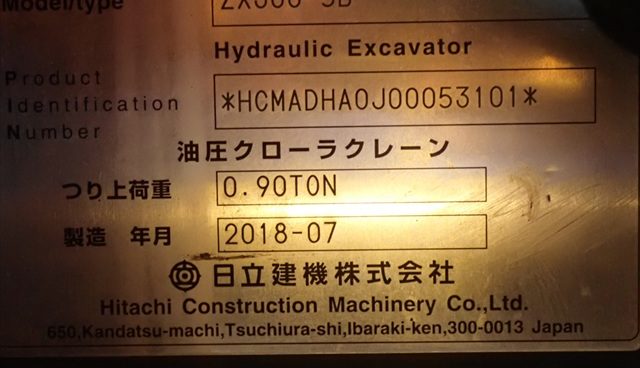 Model/type
Hydraulic Excavator
Product
Identification
Number
*HCMADHA0J00053101*
油圧クローラクレーン
つり上荷重 0.90TON
製造 年月 2018-07
日立建機株式会社
Hitachi Construction Machinery Co.,Ltd.
650,Kandatsu-machi,Tsuchiura-shi,Ibaraki-ken,300-0013 Japan